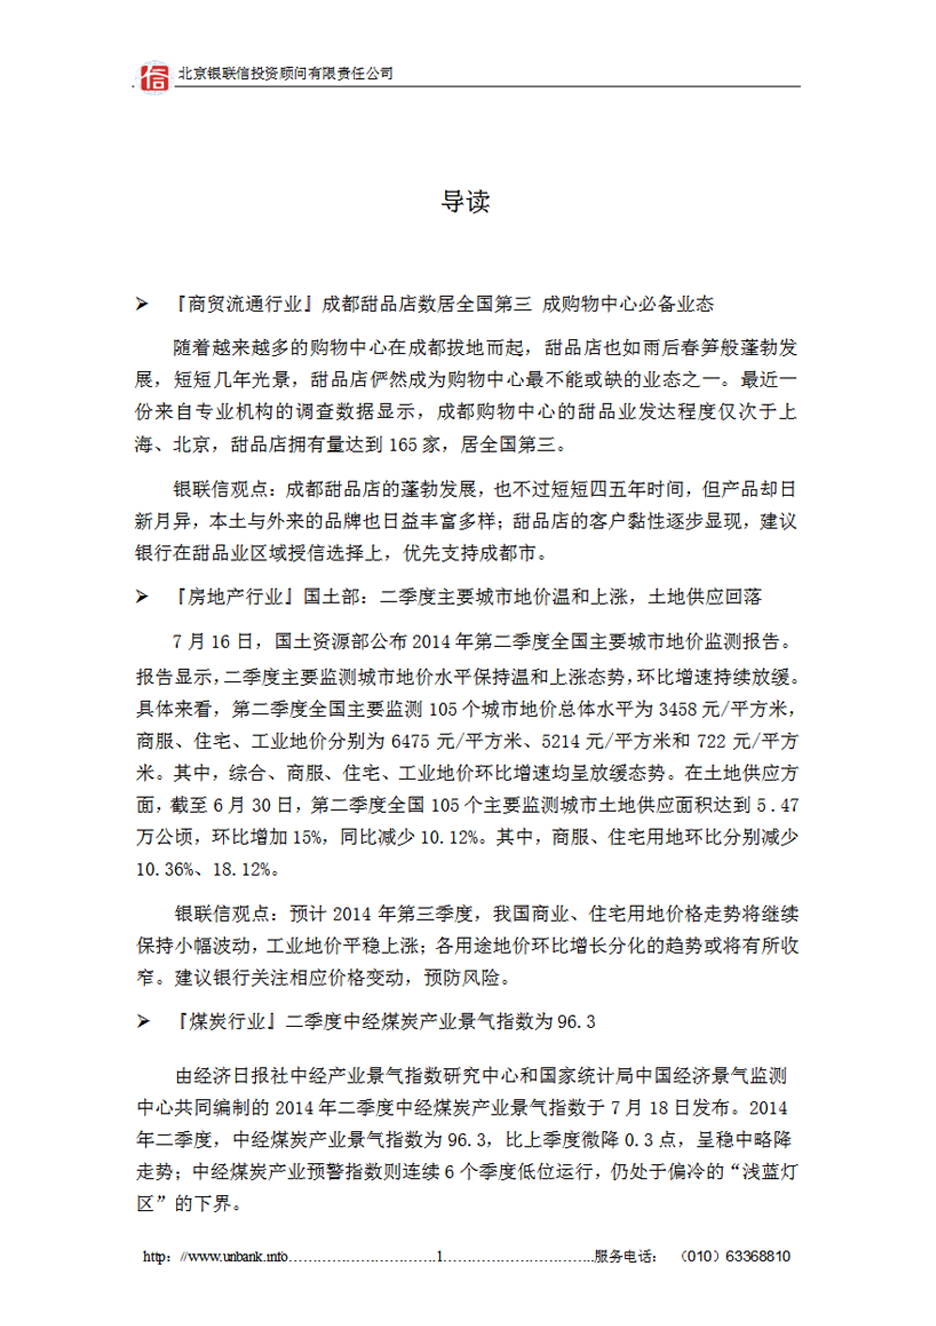 信
北京银联信投资顾问有限责任公司
导读
➢ 『商贸流通行业』成都甜品店数居全国第三 成购物中心必备业态
随着越来越多的购物中心在成都拔地而起，甜品店也如雨后春笋般蓬勃发
展，短短几年光景，甜品店俨然成为购物中心最不能或缺的业态之一。最近一
份来自专业机构的调查数据显示，成都购物中心的甜品业发达程度仅次于上
海、北京，甜品店拥有量达到 165 家，居全国第三。
银联信观点：成都甜品店的蓬勃发展，也不过短短四五年时间，但产品却日
新月异，本土与外来的品牌也日益丰富多样；甜品店的客户黏性逐步显现，建议
银行在甜品业区域授信选择上，优先支持成都市。
➢ 『房地产行业』国土部：二季度主要城市地价温和上涨，土地供应回落
7 月 16 日，国土资源部公布 2014 年第二季度全国主要城市地价监测报告。
报告显示，二季度主要监测城市地价水平保持温和上涨态势，环比增速持续放缓。
具体来看，第二季度全国主要监测 105 个城市地价总体水平为 3458 元/平方米，
商服、住宅、工业地价分别为 6475 元/平方米、5214 元/平方米和 722 元/平方
米。其中，综合、商服、住宅、工业地价环比增速均呈放缓态势。在土地供应方
面，截至 6 月 30 日，第二季度全国 105 个主要监测城市土地供应面积达到 5.47
万公顷，环比增加 15%，同比减少 10.12%。其中，商服、住宅用地环比分别减少
10.36%、18.12%。
银联信观点：预计 2014 年第三季度，我国商业、住宅用地价格走势将继续
保持小幅波动，工业地价平稳上涨；各用途地价环比增长分化的趋势或将有所收
窄。建议银行关注相应价格变动，预防风险。
➢ 『煤炭行业』二季度中经煤炭产业景气指数为 96.3
由经济日报社中经产业景气指数研究中心和国家统计局中国经济景气监测
中心共同编制的 2014 年二季度中经煤炭产业景气指数于 7 月 18 日发布。2014
年二季度，中经煤炭产业景气指数为 96.3，比上季度微降 0.3 点，呈稳中略降
走势；中经煤炭产业预警指数则连续 6 个季度低位运行，仍处于偏冷的“浅蓝灯
区”的下界。
http：//www.unbank.info…………………………1…………………………..服务电话： （010）63368810